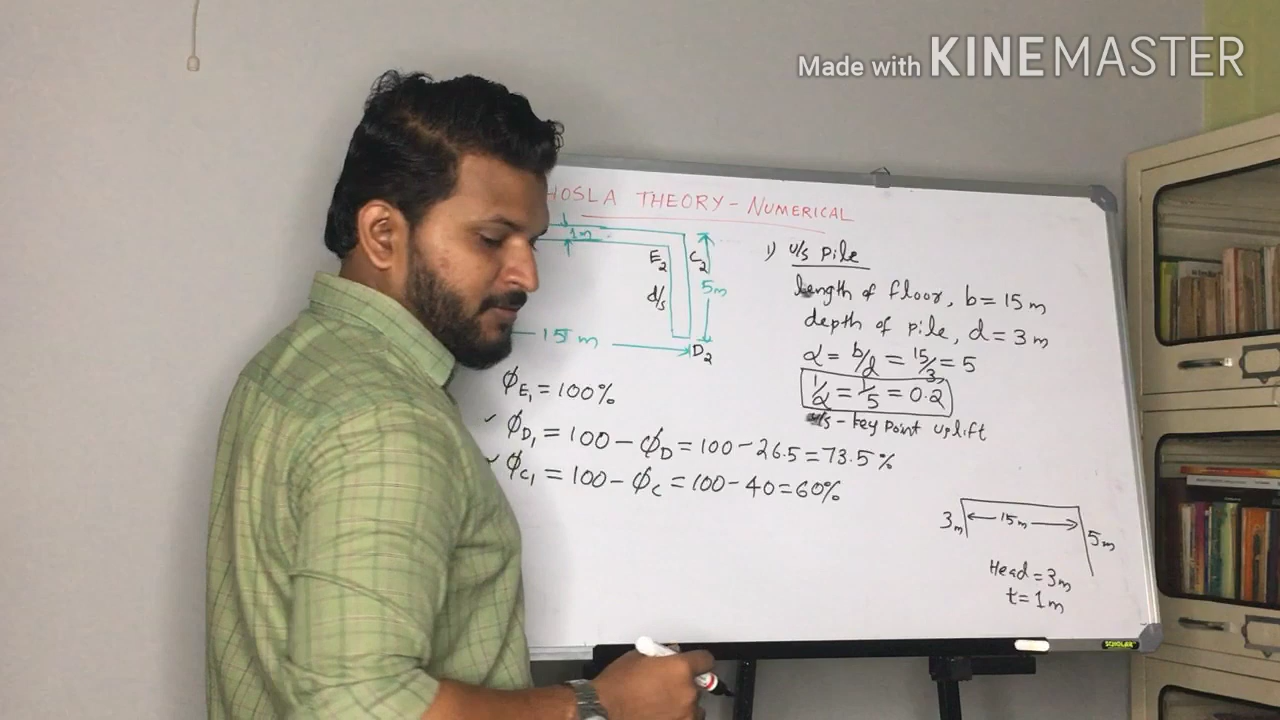 Made with KINEMASTER
HOSLA THEORY - NUMERICAL
1m
E₂
C₂
d/s
5m
15 m
D₂
1) U/s Pile
length of floor, b = 15 m
depth of pile, d = 3 m
α = b/d = 15/3 = 5
1/α = 1/5 = 0.2
U/s - key Point uplift
ϕE₁ = 100%
✓ ϕD₁ = 100 - ϕD = 100 - 26.5 = 73.5%
✓ ϕC₁ = 100 - ϕC = 100 - 40 = 60%
3m
15m
5m
Head = 3m
t = 1m
SCHOLAR